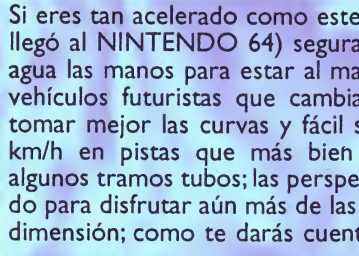 Si eres tan acelerado como este
llegó al NINTENDO 64) segura
agua las manos para estar al ma
vehículos futuristas que cambia
tomar mejor las curvas y fácil s
km/h en pistas que más bien
algunos tramos tubos; las perspe
do para disfrutar aún más de las
dimensión; como te darás cuent